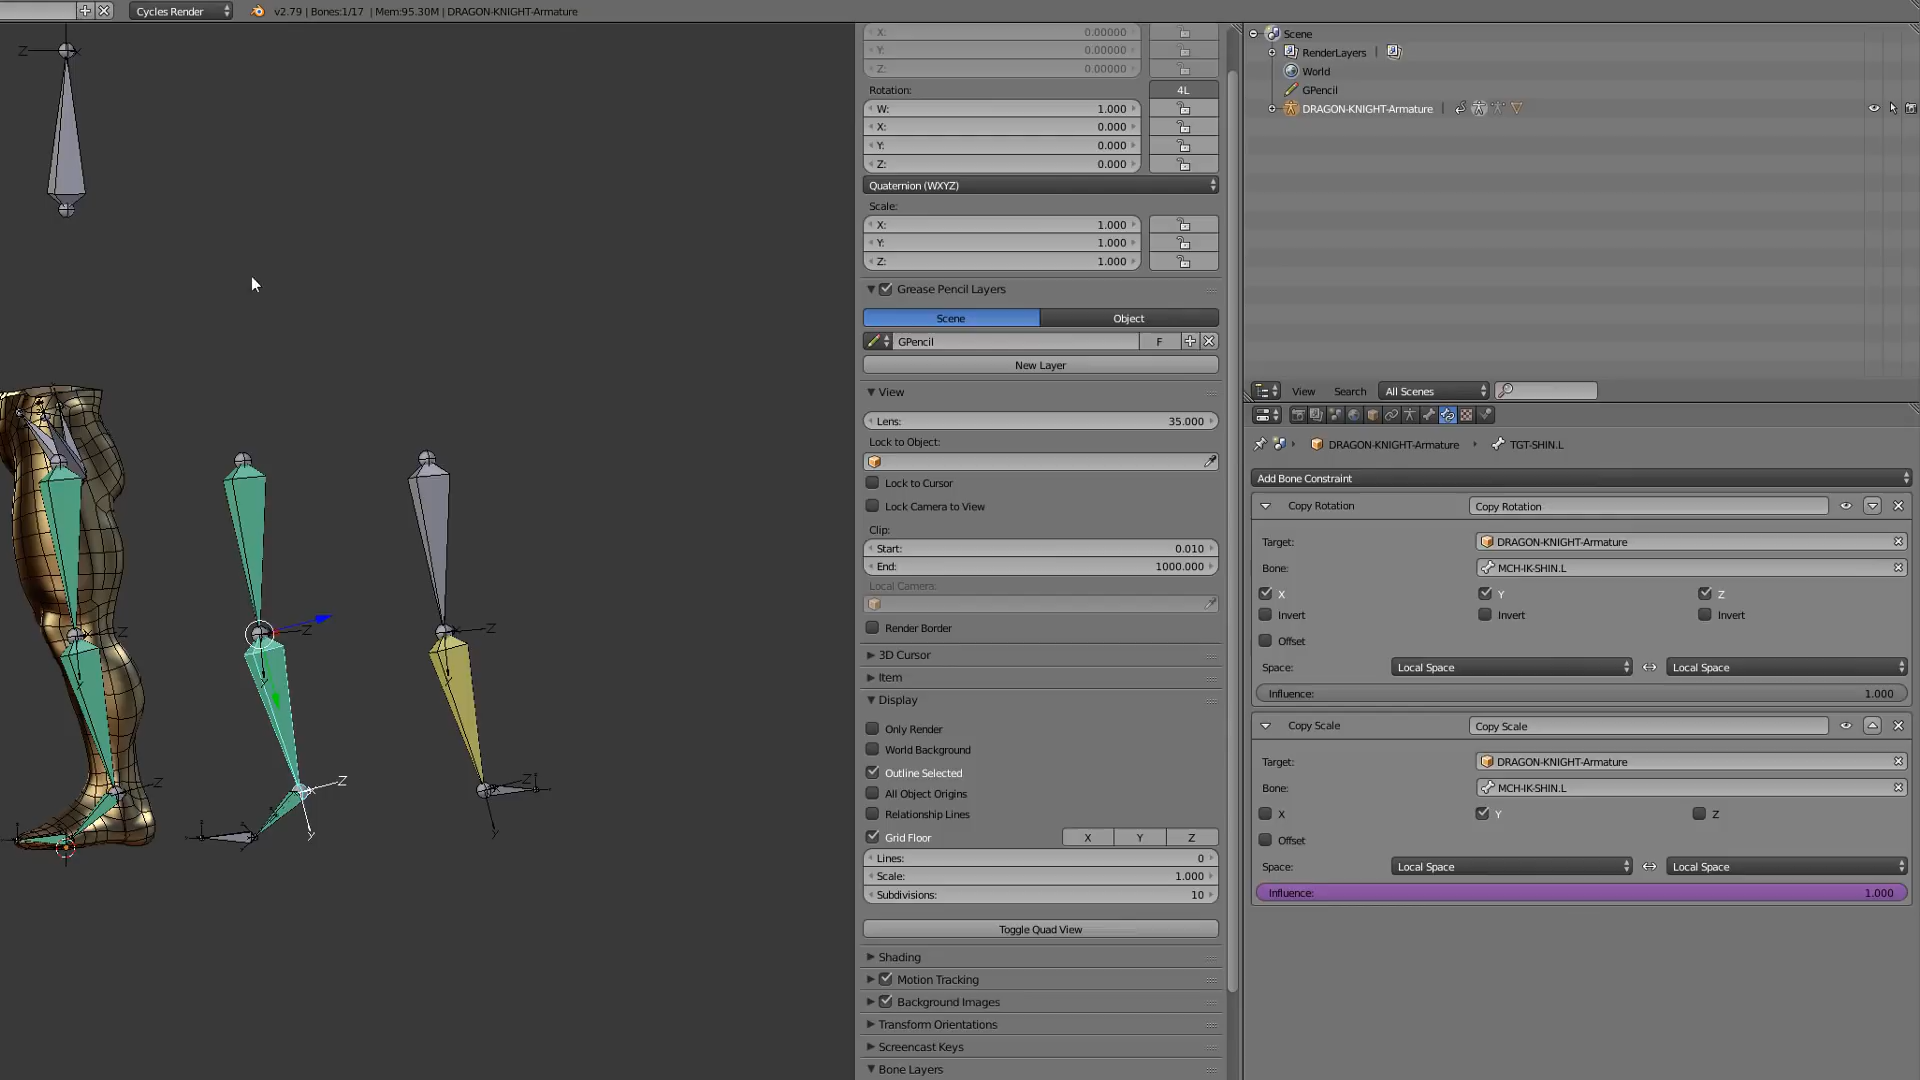 Cycles Render
v2.79 | Bones:1/17 | Mem:95.30M | DRAGON-KNIGHT-Armature
X: 0.00000
Y: 0.00000
Z: 0.00000
Rotation: 4L
W: 1.000
X: 0.000
Y: 0.000
Z: 0.000
Quaternion (WXYZ)
Scale:
X: 1.000
Y: 1.000
Z: 1.000
Grease Pencil Layers
Scene Object
GPencil F
New Layer
View
Lens: 35.000
Lock to Object:
Lock to Cursor
Lock Camera to View
Clip:
Start: 0.010
End: 1000.000
Local Camera:
Render Border
3D Cursor
Item
Display
Only Render
World Background
Outline Selected
All Object Origins
Relationship Lines
Grid Floor X Y Z
Lines: 0
Scale: 1.000
Subdivisions: 10
Toggle Quad View
Shading
Motion Tracking
Background Images
Transform Orientations
Screencast Keys
Bone Layers
Scene
RenderLayers |
World
GPencil
DRAGON-KNIGHT-Armature |
View Search All Scenes
DRAGON-KNIGHT-Armature TGT-SHIN.L
Add Bone Constraint
Copy Rotation Copy Rotation
Target: DRAGON-KNIGHT-Armature
Bone: MCH-IK-SHIN.L
X Y Z
Invert Invert Invert
Offset
Space: Local Space Local Space
Influence: 1.000
Copy Scale Copy Scale
Target: DRAGON-KNIGHT-Armature
Bone: MCH-IK-SHIN.L
X Y Z
Offset
Space: Local Space Local Space
Influence: 1.000
Z
Z
Z
Z
Z
Z